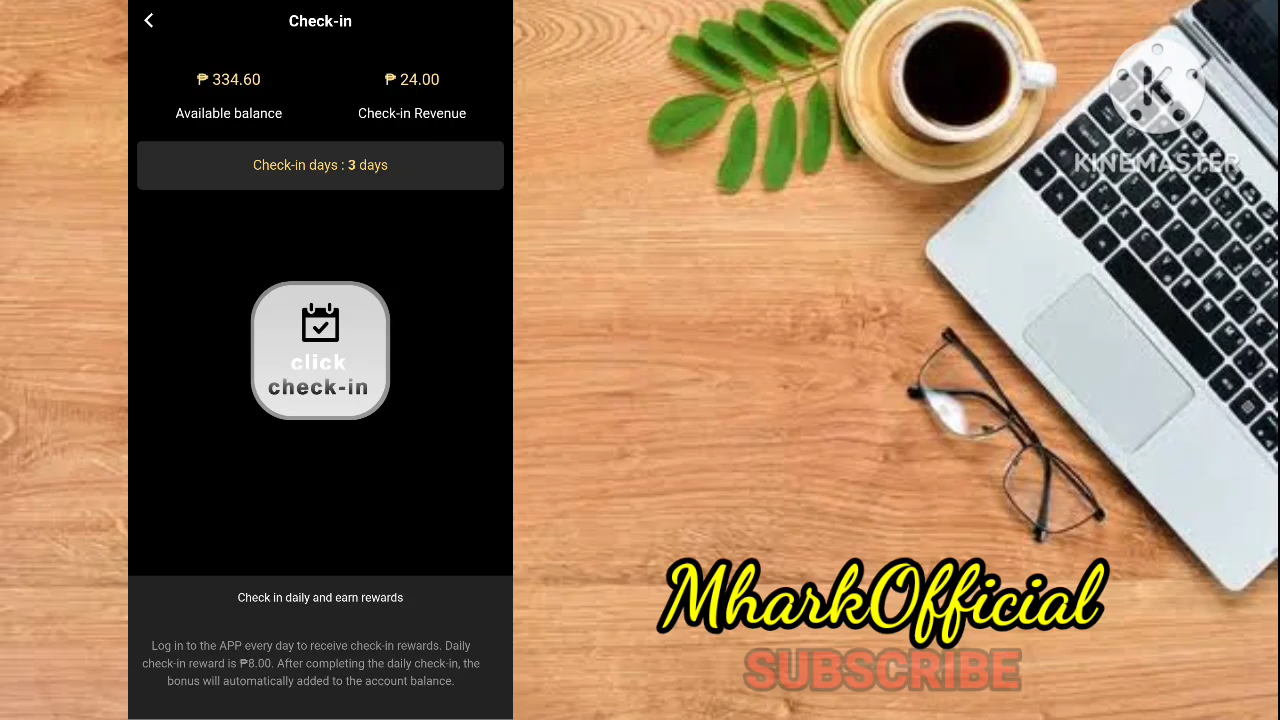 Check-in
₱ 334.60
₱ 24.00
Available balance
Check-in Revenue
Check-in days : 3 days
click
check-in
Check in daily and earn rewards
Log in to the APP every day to receive check-in rewards. Daily
check-in reward is ₱8.00. After completing the daily check-in, the
bonus will automatically added to the account balance.
K
KINEMASTER
MharkOfficial
SUBSCRIBE